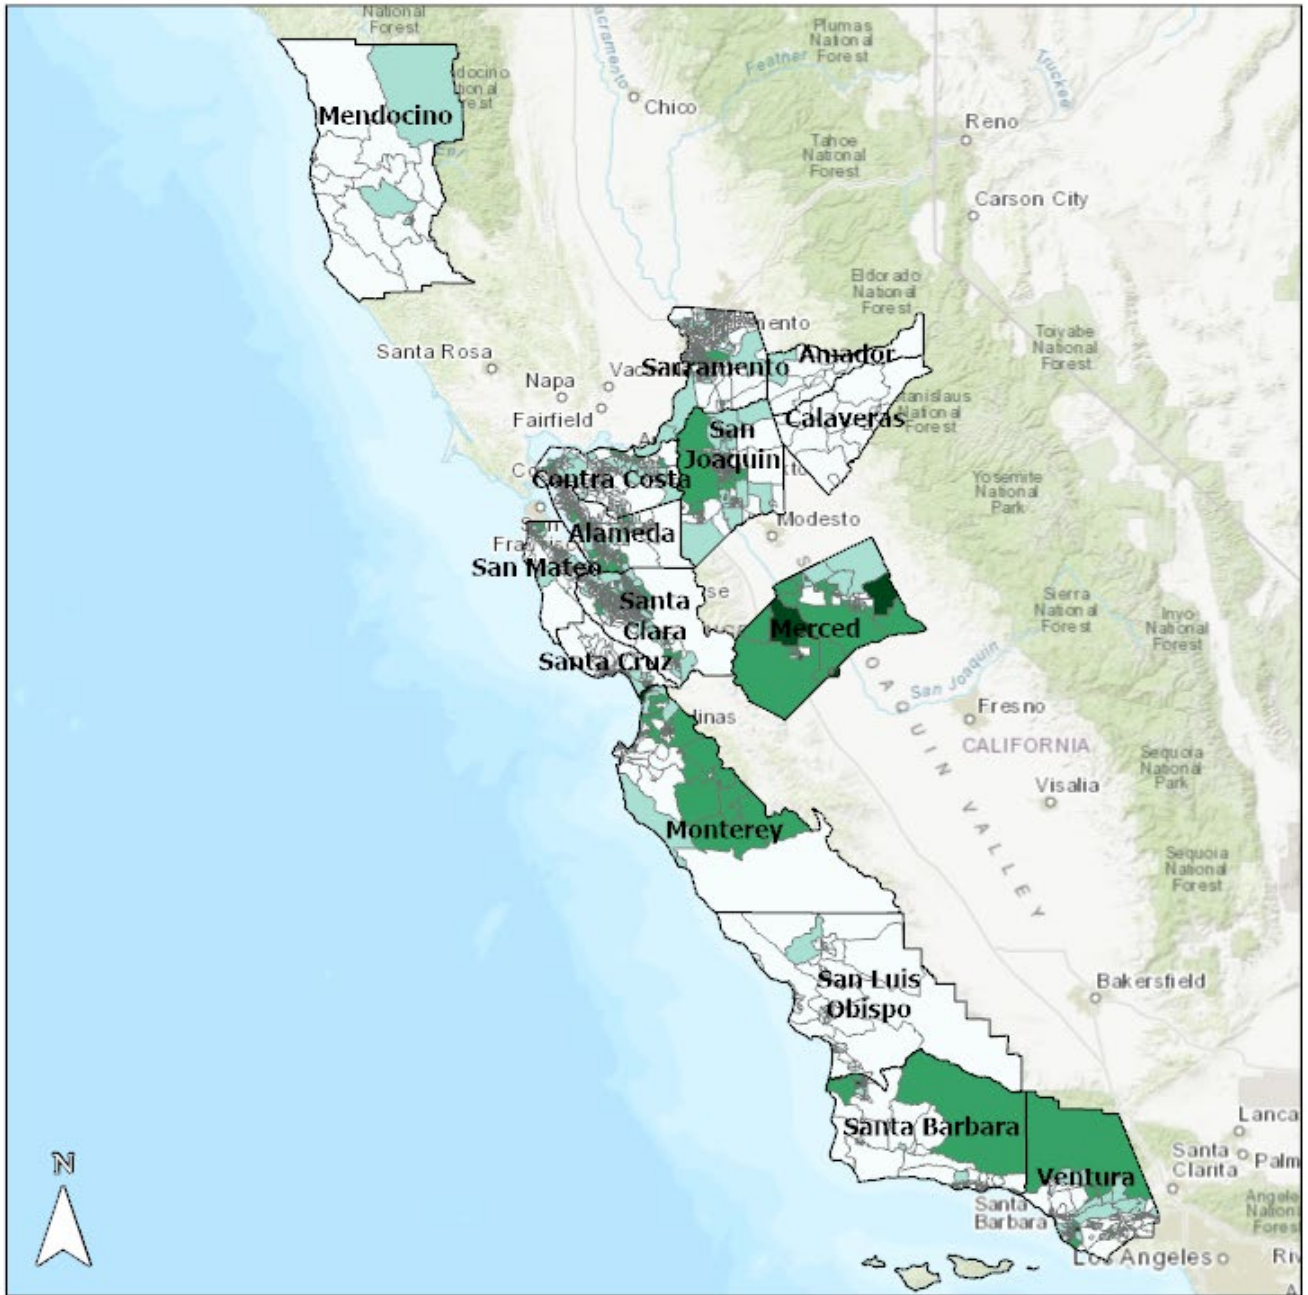 National
Forest
Plumas
National
Forest
Feather
Truckee
Chico
Reno
Mendocino
Tahoe
National
Forest
Carson City
Eldorado
National
Forest
Toiyabe
National
Forest
Santa Rosa
Napa
Fairfield
Sacramento
Amador
Calaveras
National
Forest
San
Joaquin
Contra Costa
Yosemite
National
Park
Alameda
Modesto
San Mateo
Santa
Clara
Merced
Sierra
National
Forest
Inyo
National
Forest
Santa Cruz
San Joaquin
Fresno
CALIFORNIA
Sequoia
National
Park
Visalia
VALLEY
Monterey
Sequoia
National
Forest
San Luis
Obispo
Bakersfield
Santa Barbara
Lanca
Santa
Clarita
Palm
Ventura
Santa
Barbara
Los Angeles
N